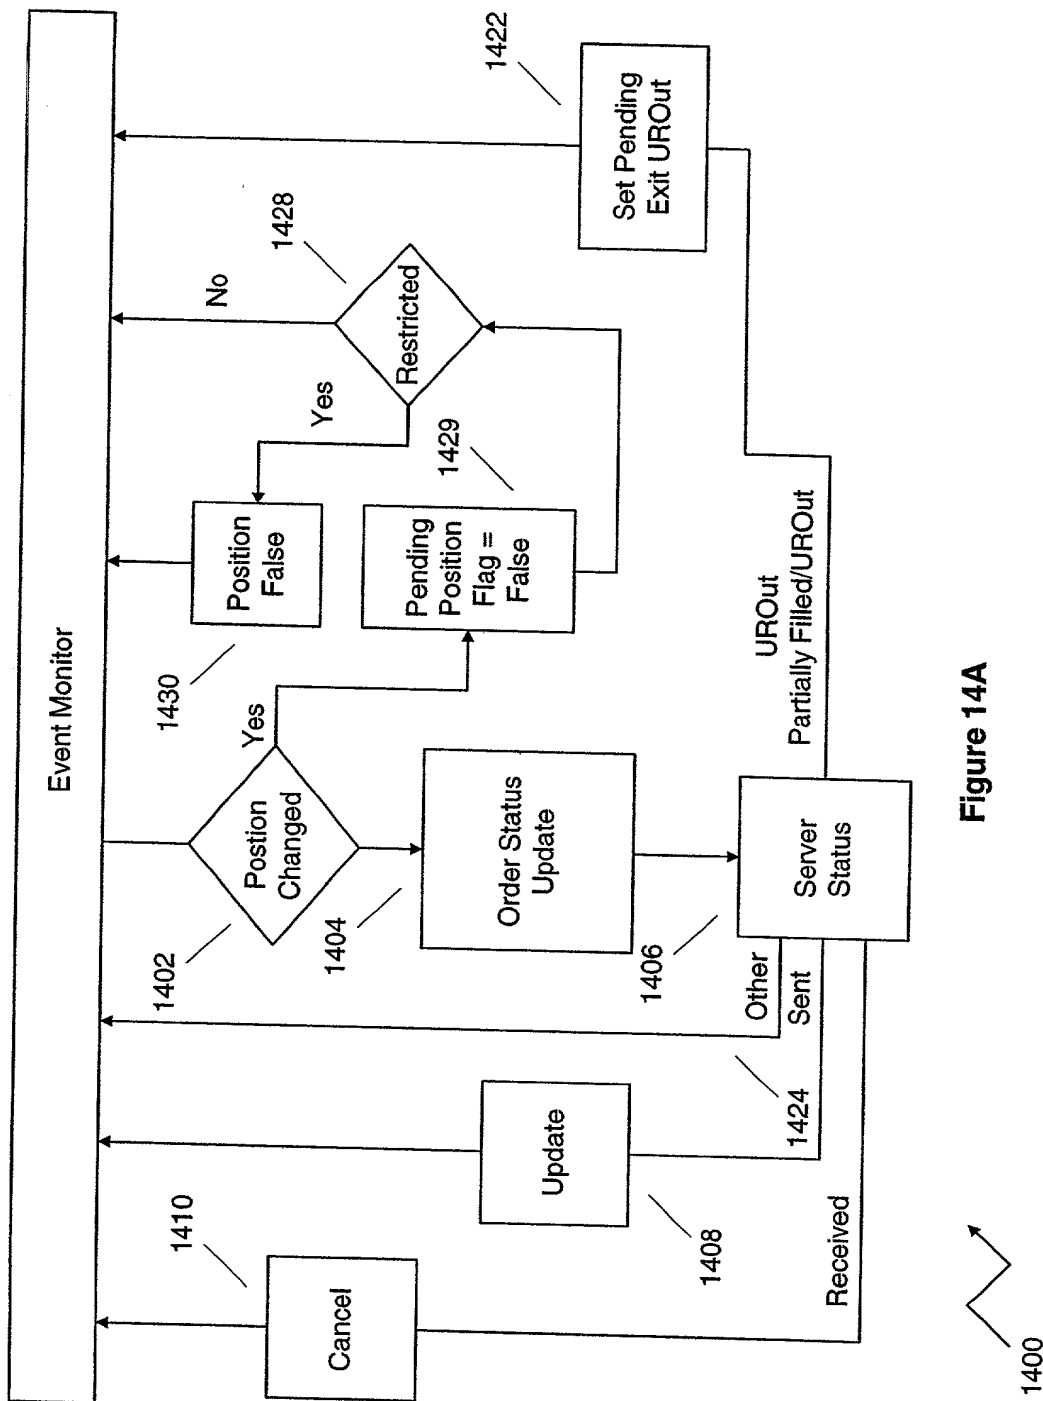 Event Monitor
1410
Cancel
Received
1408
Update
1424
Other
Sent
1402
Postion
Changed
Yes
1404
Order Status
Update
1406
Server
Status
1430
Position
False
1429
Pending
Position
Flag =
False
Yes
No
1428
Restricted
UROut
Partially Filled/UROut
1422
Set Pending
Exit UROut
1400
Figure 14A